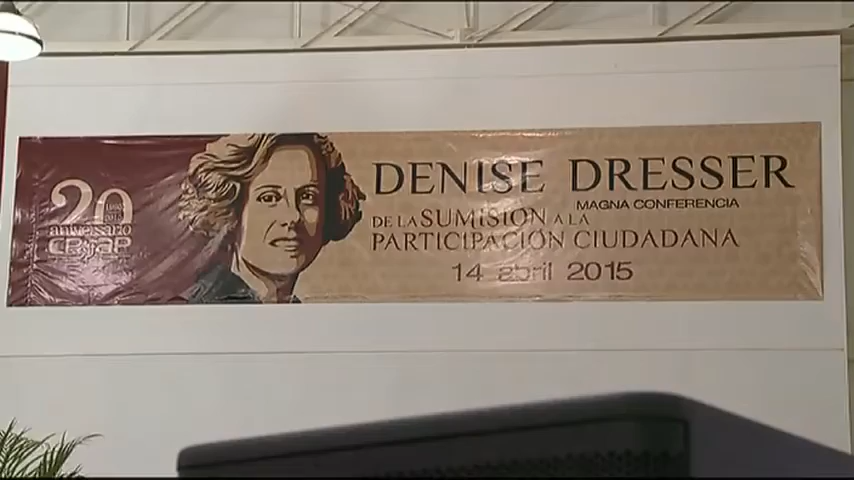 20
aniversario
DENISE DRESSER
MAGNA CONFERENCIA
DE LA SUMISIÓN A LA
PARTICIPACIÓN CIUDADANA
14 abril 2015